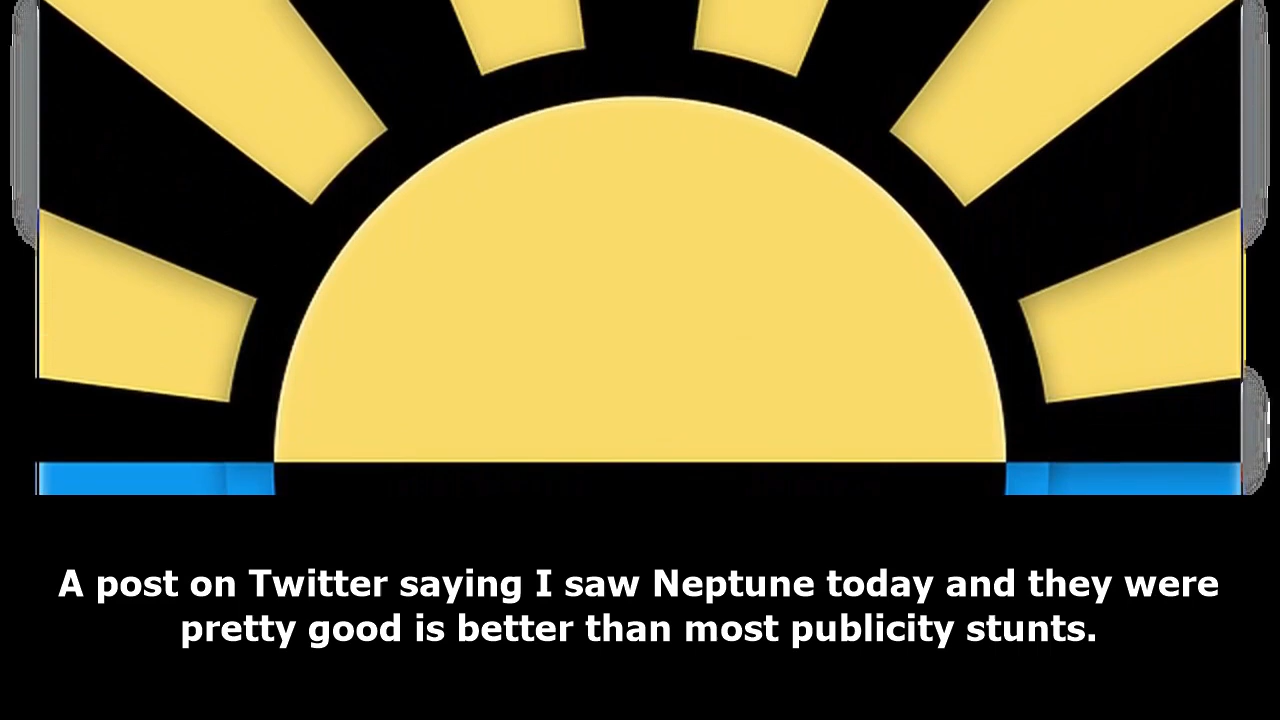 A post on Twitter saying I saw Neptune today and they were
pretty good is better than most publicity stunts.